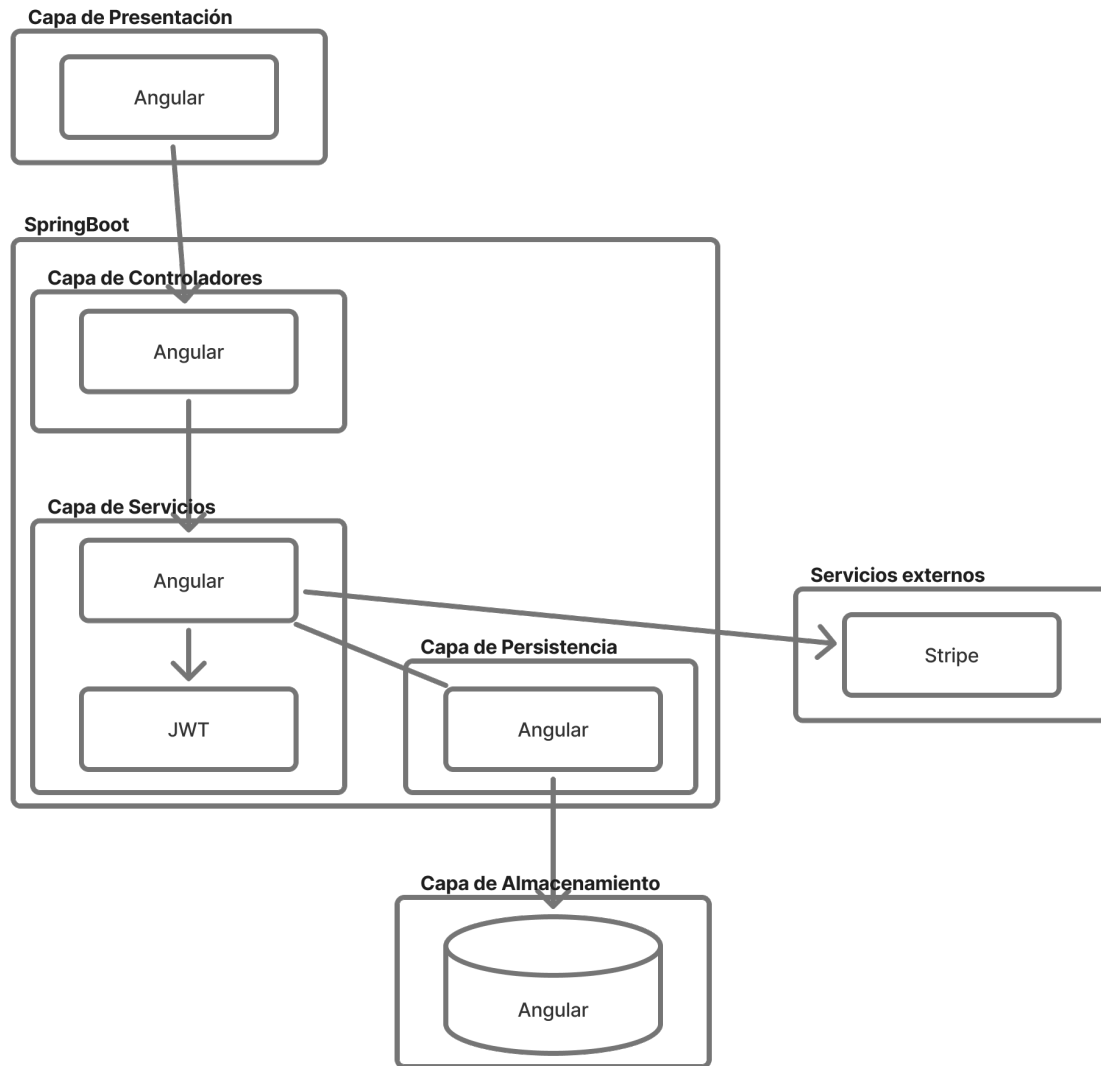 Capa de Presentación
Angular
SpringBoot
Capa de Controladores
Angular
Capa de Servicios
Angular
JWT
Capa de Persistencia
Angular
Servicios externos
Stripe
Capa de Almacenamiento
Angular